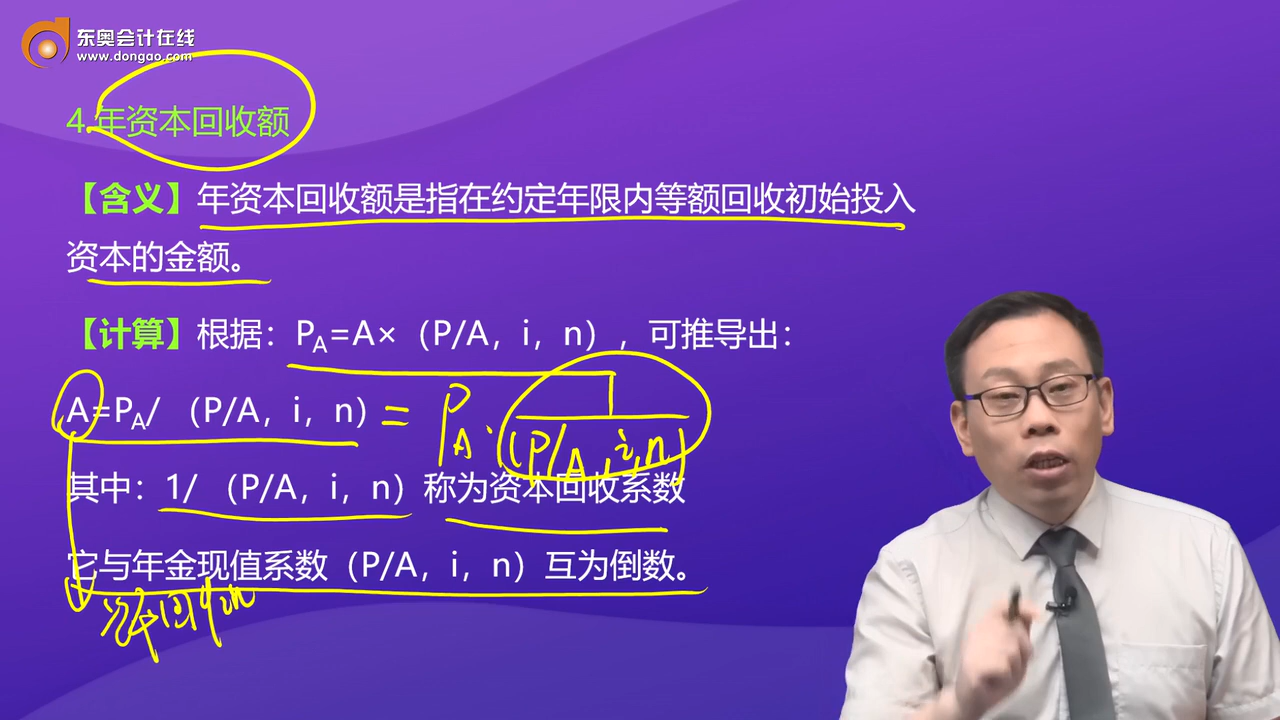 东奥会计在线
www.dongao.com
4.年资本回收额
【含义】年资本回收额是指在约定年限内等额回收初始投入
资本的金额。
【计算】根据：PA=A×（P/A，i，n），可推导出：
A=PA/（P/A，i，n）= PA · 1/(P/A,i,n)
其中：1/（P/A，i，n）称为资本回收系数
它与年金现值系数（P/A，i，n）互为倒数。